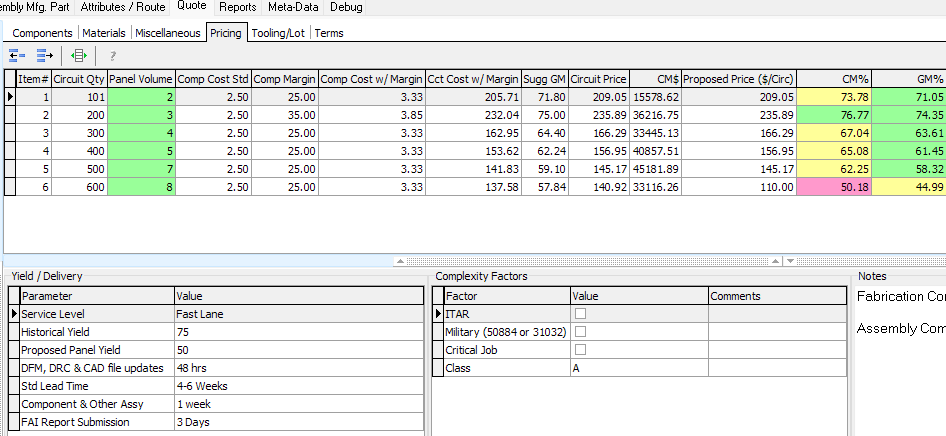 embly Mfg. Part Attributes / Route Quote Reports Meta-Data Debug
Components Materials Miscellaneous Pricing Tooling/Lot Terms
?
Item# Circuit Qty Panel Volume Comp Cost Std Comp Margin Comp Cost w/ Margin Cct Cost w/ Margin Sugg GM Circuit Price CM$ Proposed Price ($/Circ) CM% GM%
1 101 2 2.50 25.00 3.33 205.71 71.80 209.05 15578.62 209.05 73.78 71.05
2 200 3 2.50 35.00 3.85 232.04 75.00 235.89 36216.75 235.89 76.77 74.35
3 300 4 2.50 25.00 3.33 162.95 64.40 166.29 33445.13 166.29 67.04 63.61
4 400 5 2.50 25.00 3.33 153.62 62.24 156.95 40857.51 156.95 65.08 61.45
5 500 7 2.50 25.00 3.33 141.83 59.10 145.17 45181.89 145.17 62.25 58.32
6 600 8 2.50 25.00 3.33 137.58 57.84 140.92 33116.26 110.00 50.18 44.99
Yield / Delivery
Parameter Value
Service Level Fast Lane
Historical Yield 75
Proposed Panel Yield 50
DFM, DRC & CAD file updates 48 hrs
Std Lead Time 4-6 Weeks
Component & Other Assy 1 week
FAI Report Submission 3 Days
Complexity Factors
Factor Value Comments
ITAR
Military (50884 or 31032)
Critical Job
Class A
Notes
Fabrication Co
Assembly Com